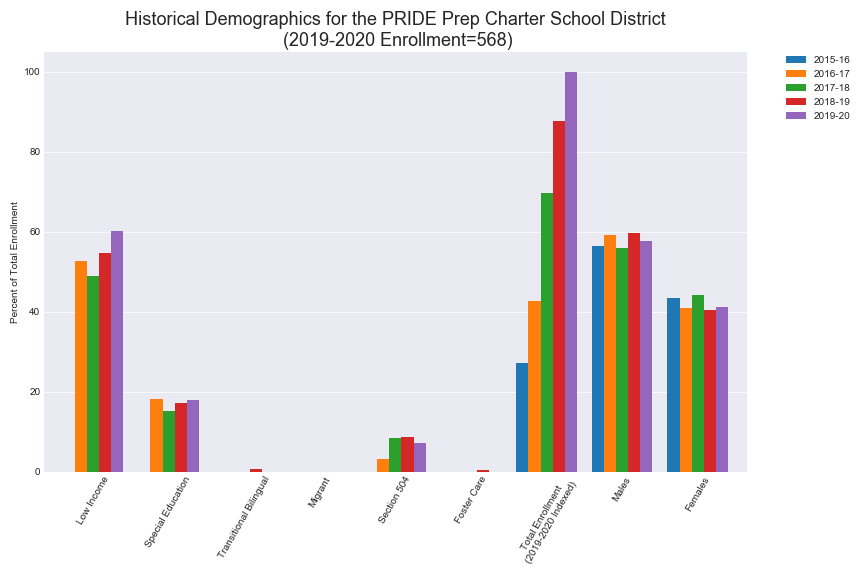 Historical Demographics for the PRIDE Prep Charter School District
(2019-2020 Enrollment=568)
2015-16
2016-17
2017-18
2018-19
2019-20
Percent of Total Enrollment
100
80
60
40
20
0
Low Income
Special Education
Transitional Bilingual
Migrant
Section 504
Foster Care
Total Enrollment
(2019-2020 Indexed)
Males
Females